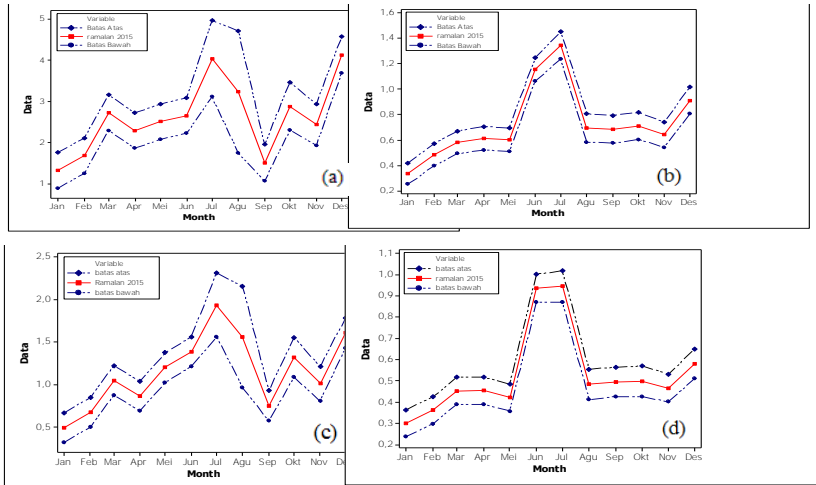 Variable
Batas Atas
ramalan 2015
Batas Bawah
5
4
3
2
1
Data
Jan Feb Mar Apr Mei Jun Jul Agu Sep Okt Nov Des
Month
(a)
Variable
Batas Atas
ramalan 2015
Batas Bawah
1,6
1,4
1,2
1,0
0,8
0,6
0,4
0,2
Data
Jan Feb Mar Apr Mei Jun Jul Agu Sep Okt Nov Des
Month
(b)
Variable
batas atas
Ramalan 2015
batas bawah
2,5
2,0
1,5
1,0
0,5
Data
Jan Feb Mar Apr Mei Jun Jul Agu Sep Okt Nov De
Month
(c)
Variable
batas atas
ramalan 2015
batas bawah
1,1
1,0
0,9
0,8
0,7
0,6
0,5
0,4
0,3
0,2
Data
Jan Feb Mar Apr Mei Jun Jul Agu Sep Okt Nov Des
Month
(d)